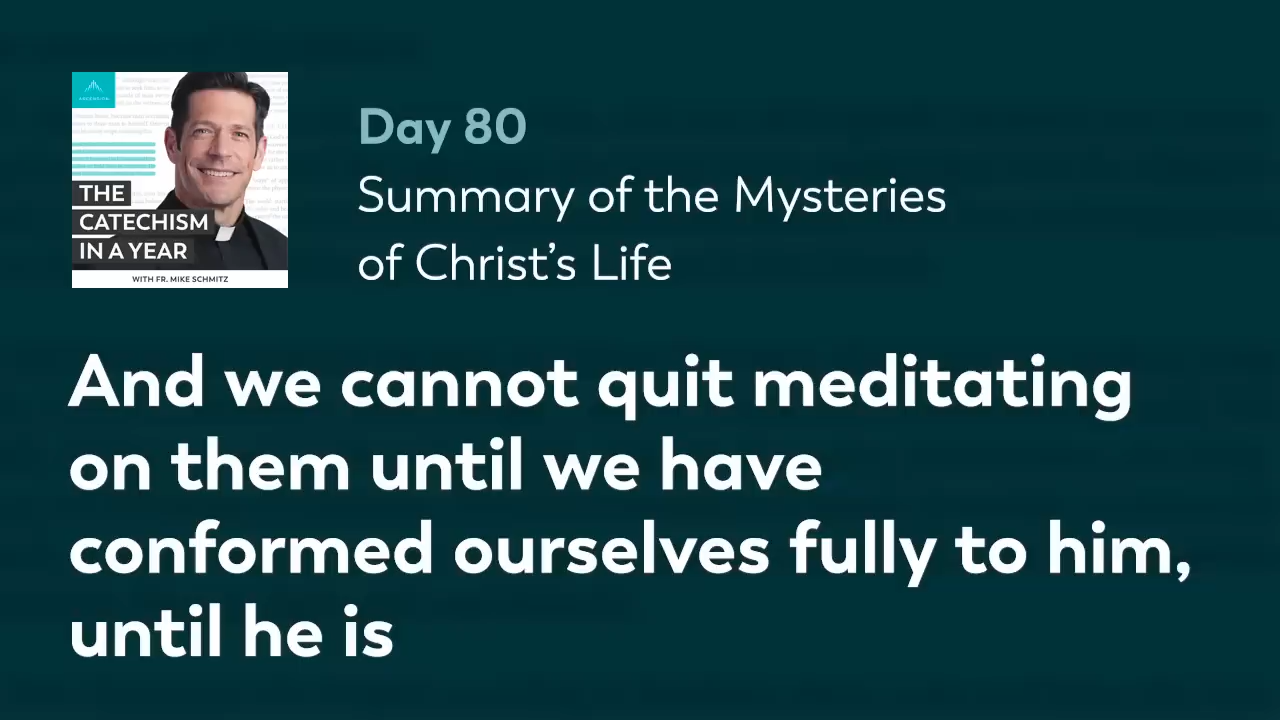 Day 80
Summary of the Mysteries
of Christ's Life
THE
CATECHISM
IN A YEAR
WITH FR. MIKE SCHMITZ
And we cannot quit meditating
on them until we have
conformed ourselves fully to him,
until he is